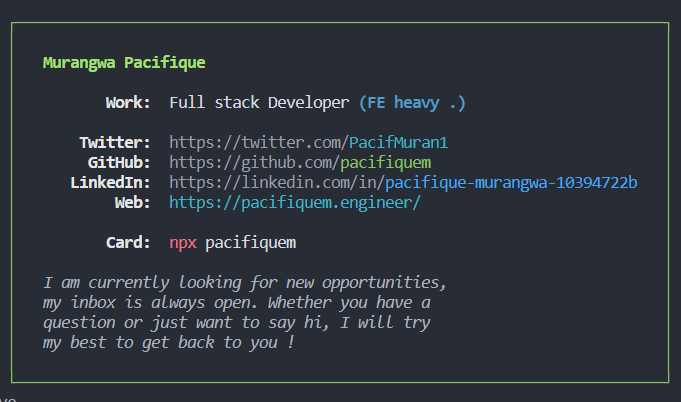 Murangwa Pacifique
Work: Full stack Developer (FE heavy .)
Twitter: https://twitter.com/PacifMuran1
GitHub: https://github.com/pacifiquem
LinkedIn: https://linkedin.com/in/pacifique-murangwa-10394722b
Web: https://pacifiquem.engineer/
Card: npx pacifiquem
I am currently looking for new opportunities,
my inbox is always open. Whether you have a
question or just want to say hi, I will try
my best to get back to you !